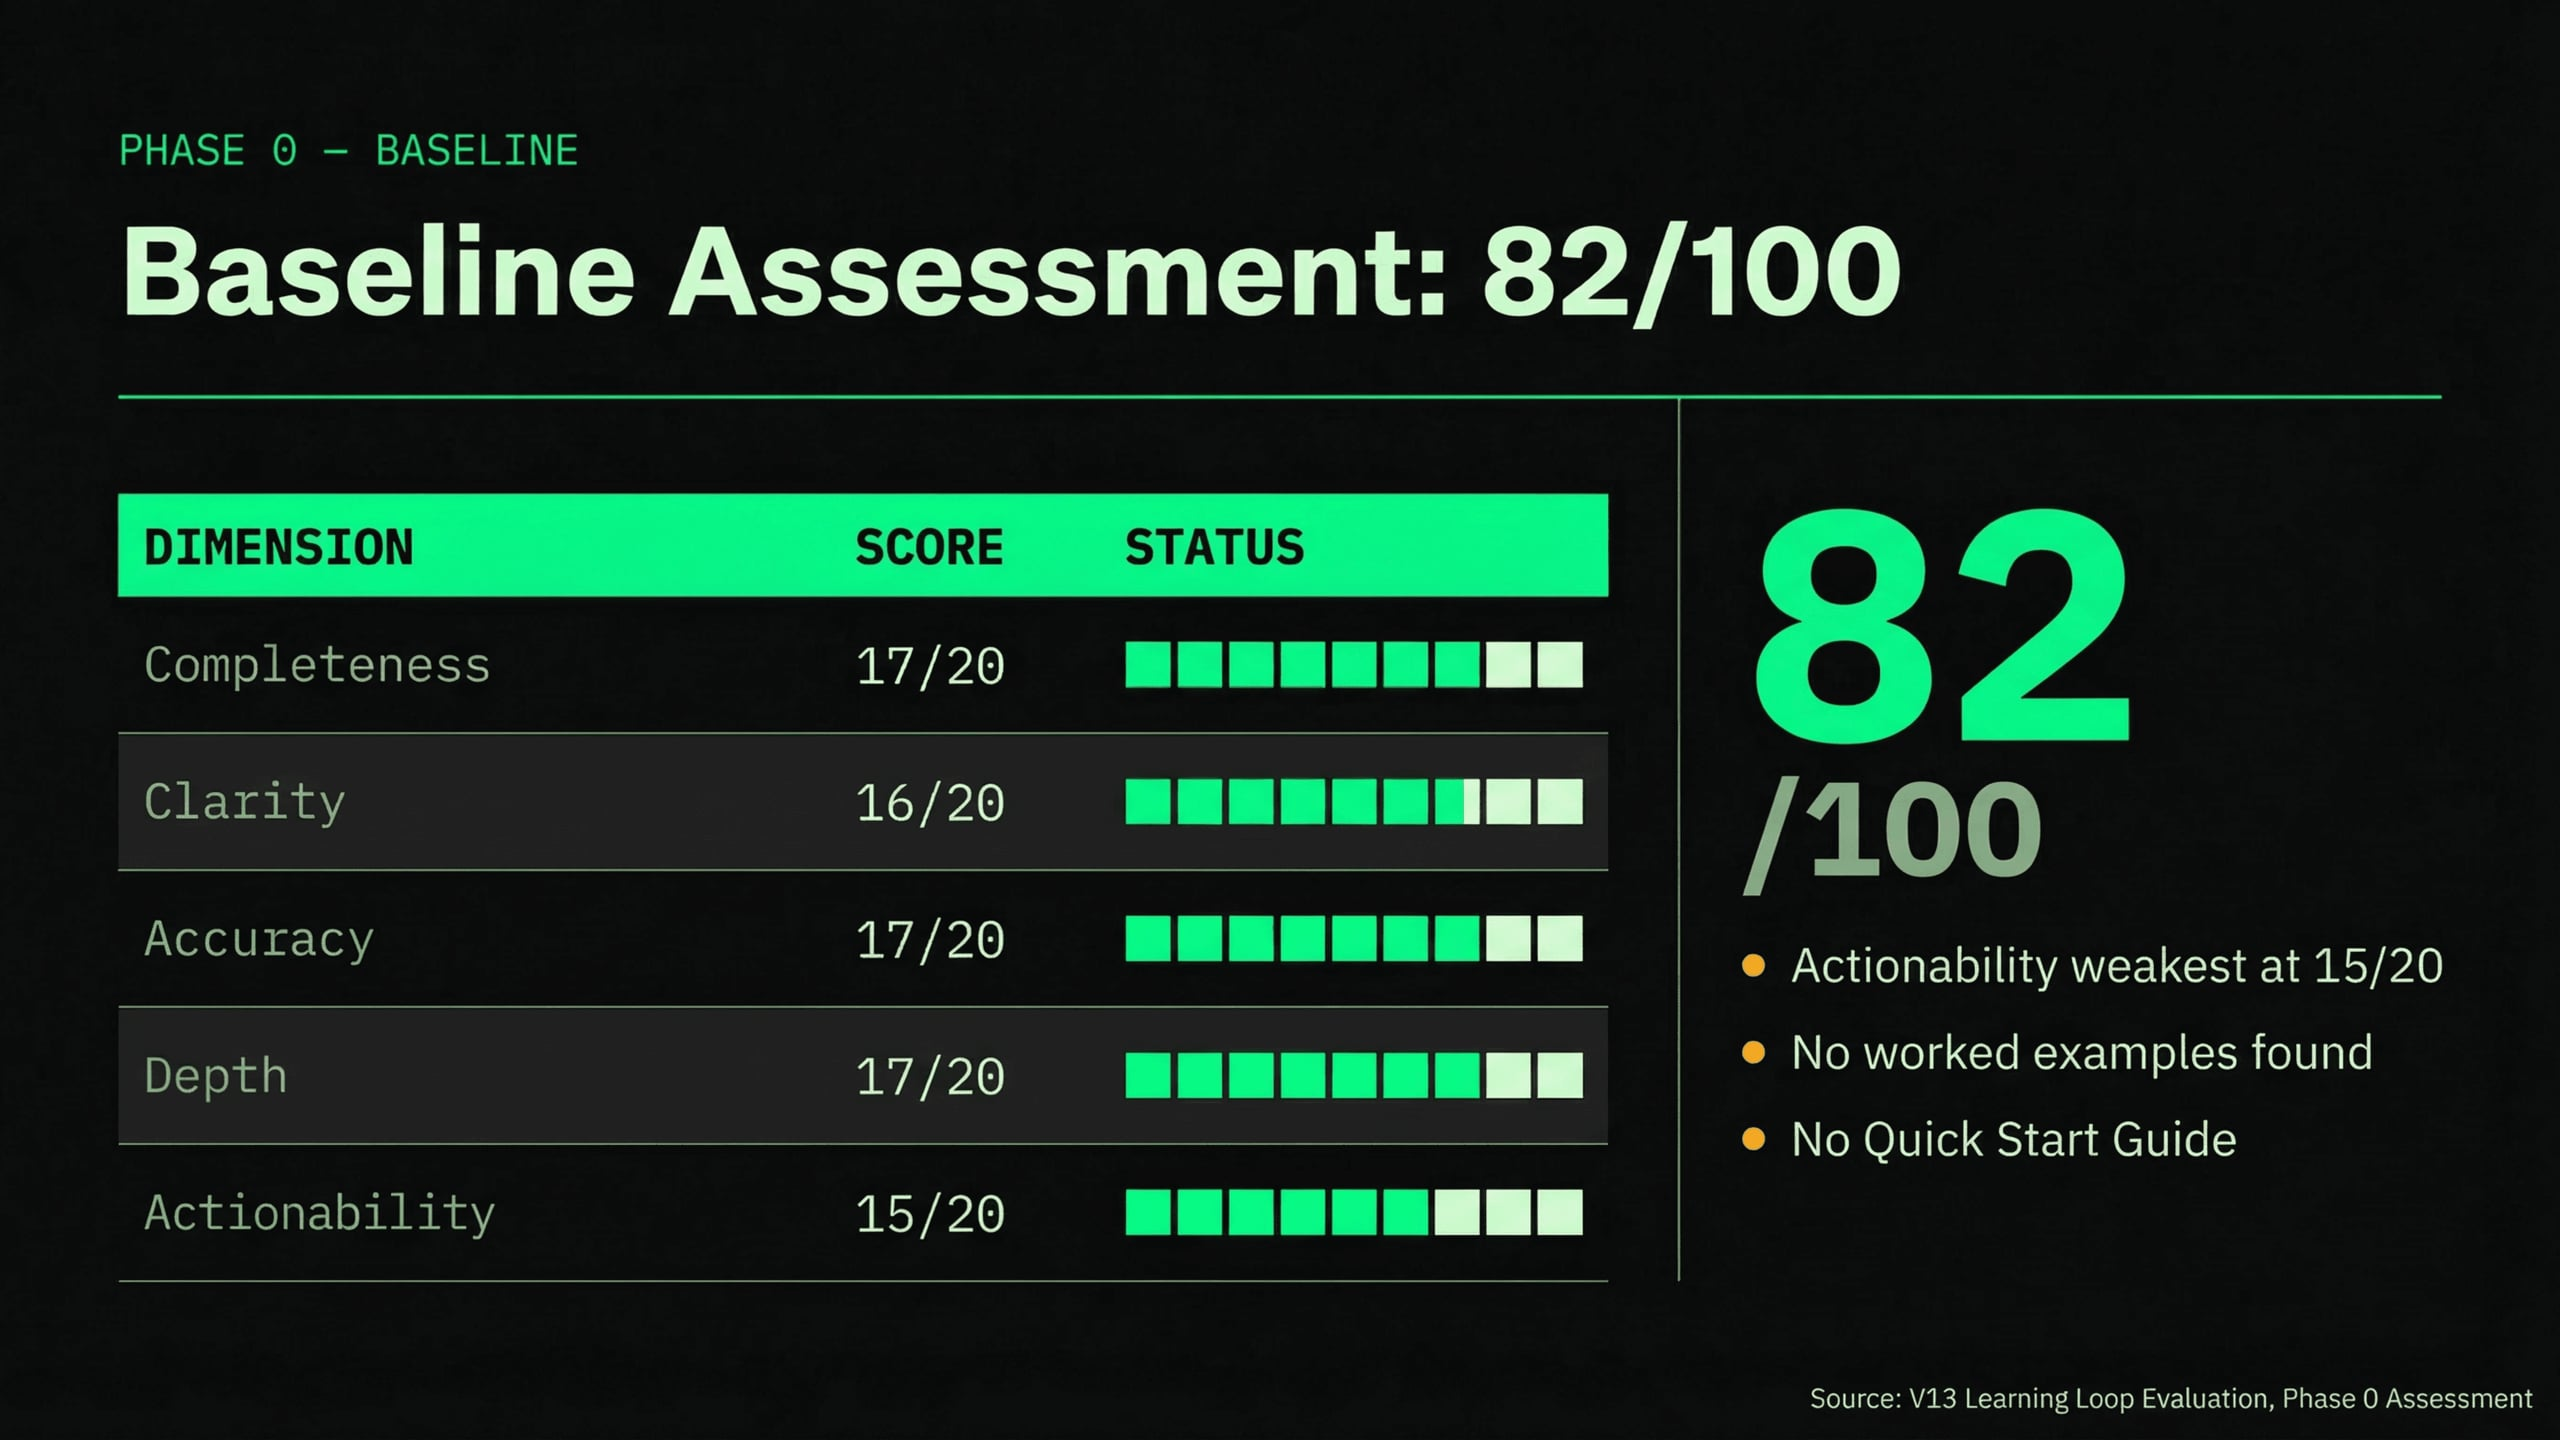 PHASE 0 – BASELINE
Baseline Assessment: 82/100
DIMENSION SCORE STATUS
Completeness 17/20
Clarity 16/20
Accuracy 17/20
Depth 17/20
Actionability 15/20
82
/100
Actionability weakest at 15/20
No worked examples found
No Quick Start Guide
Source: V13 Learning Loop Evaluation, Phase 0 Assessment